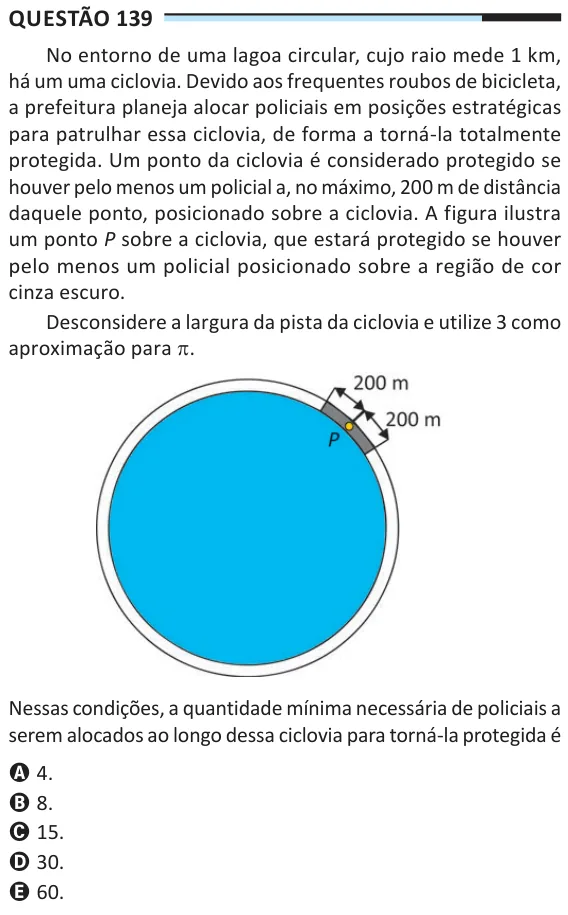 QUESTÃO 139
No entorno de uma lagoa circular, cujo raio mede 1 km,
há um uma ciclovia. Devido aos frequentes roubos de bicicleta,
a prefeitura planeja alocar policiais em posições estratégicas
para patrulhar essa ciclovia, de forma a torná-la totalmente
protegida. Um ponto da ciclovia é considerado protegido se
houver pelo menos um policial a, no máximo, 200 m de distância
daquele ponto, posicionado sobre a ciclovia. A figura ilustra
um ponto P sobre a ciclovia, que estará protegido se houver
pelo menos um policial posicionado sobre a região de cor
cinza escuro.
Desconsidere a largura da pista da ciclovia e utilize 3 como
aproximação para π.
200 m
200 m
P
Nessas condições, a quantidade mínima necessária de policiais a
serem alocados ao longo dessa ciclovia para torná-la protegida é
A 4.
B 8.
C 15.
D 30.
E 60.